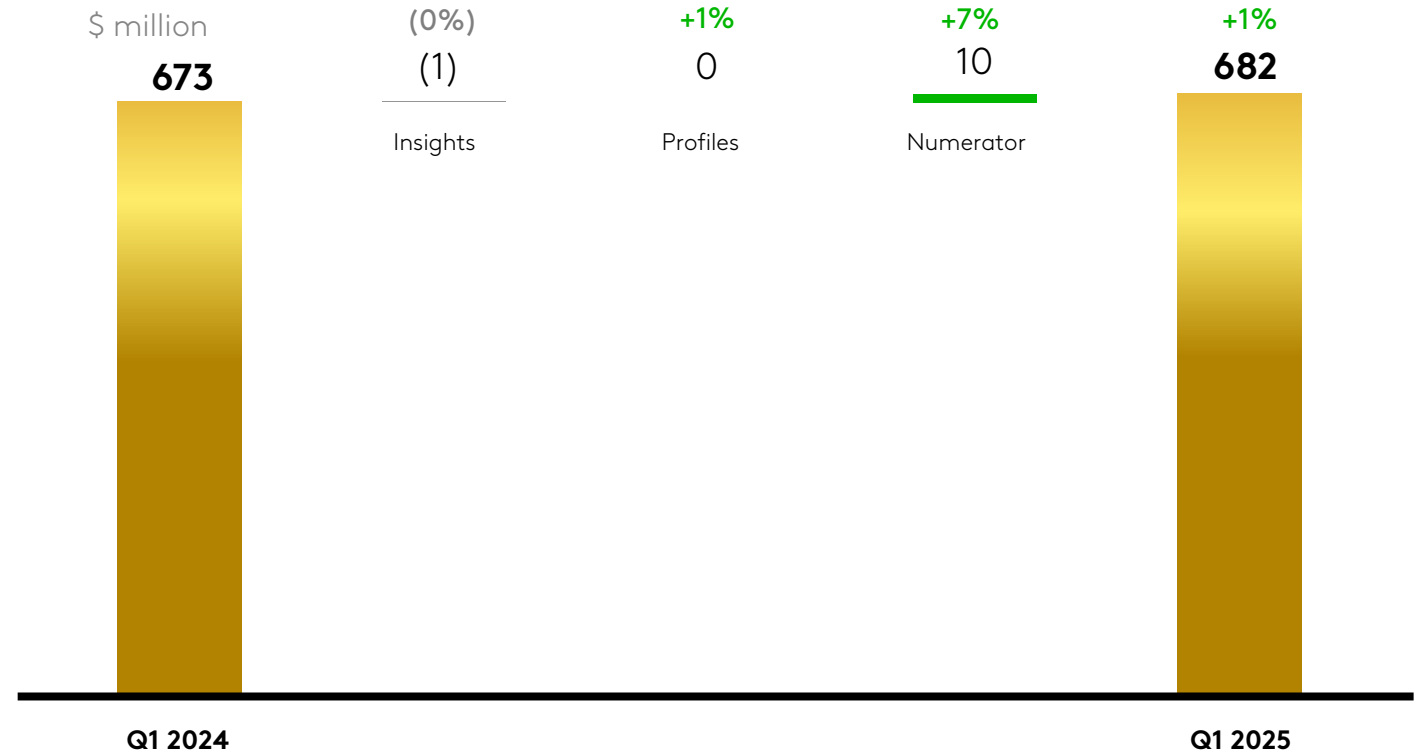 $ million
(0%)
+1%
+7%
+1%
673
(1)
0
10
682
Insights
Profiles
Numerator
Q1 2024
Q1 2025